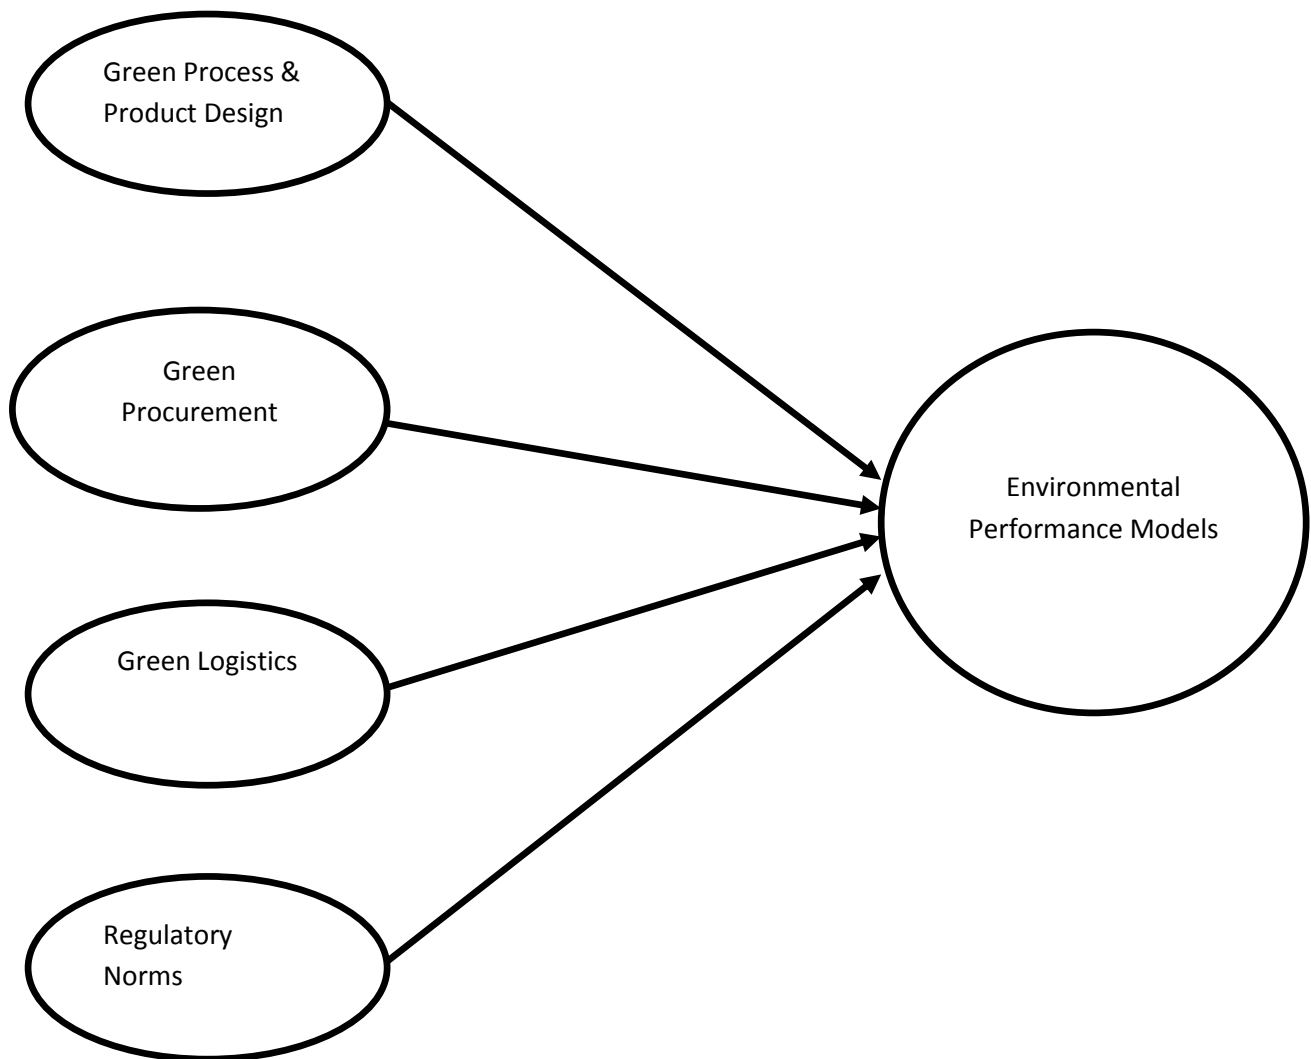 Green Process &
Product Design
Green
Procurement
Environmental
Performance Models
Green Logistics
Regulatory
Norms